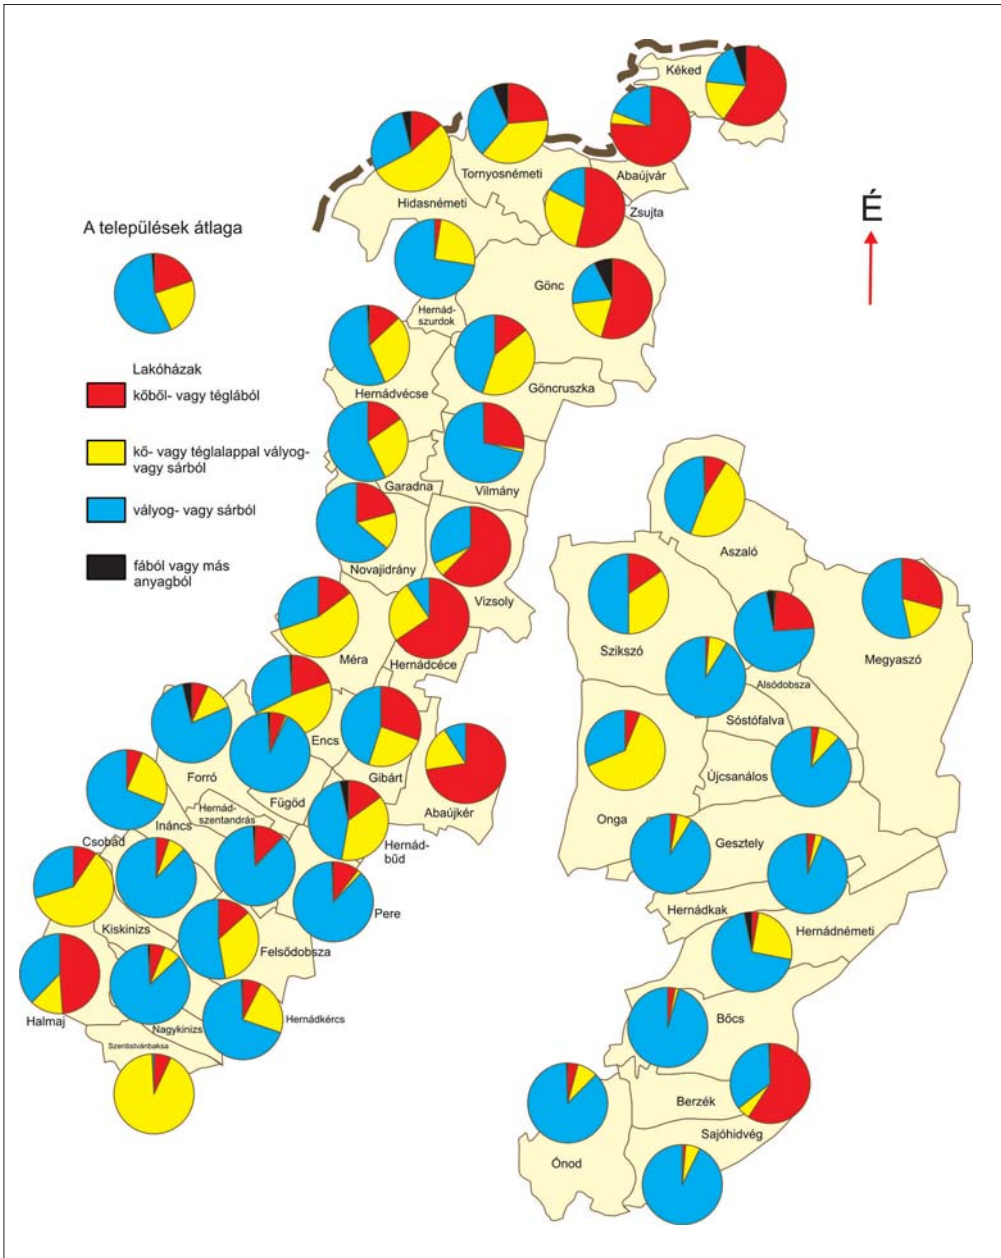 Kéked
Tornyosnémeti
Abaújvár
Hidasnémeti
Zsujta
É
A települések átlaga
Gönc
Hernád-
szurdok
Lakóházak
kőből- vagy téglából
kő- vagy téglalappal vályog-
vagy sárból
vályog- vagy sárból
fából vagy más
anyagból
Hernádvécse
Göncruszka
Garadna
Vilmány
Novajidrány
Vizsoly
Méra
Hernádcéce
Encs
Forró
Fügöd
Gibárt
Abaújkér
Hernád-
szentandrás
Ináncs
Csobád
Hernád-
bűd
Kiskinizs
Pere
Felsődobsza
Halmaj
Nagykinizs
Hernádkércs
Szentistvánbaksa
Aszaló
Szikszó
Alsódobsza
Megyaszó
Sóstófalva
Újcsanálos
Onga
Gesztely
Hernádkak
Hernádnémeti
Bőcs
Berzék
Sajóhidvég
Ónod